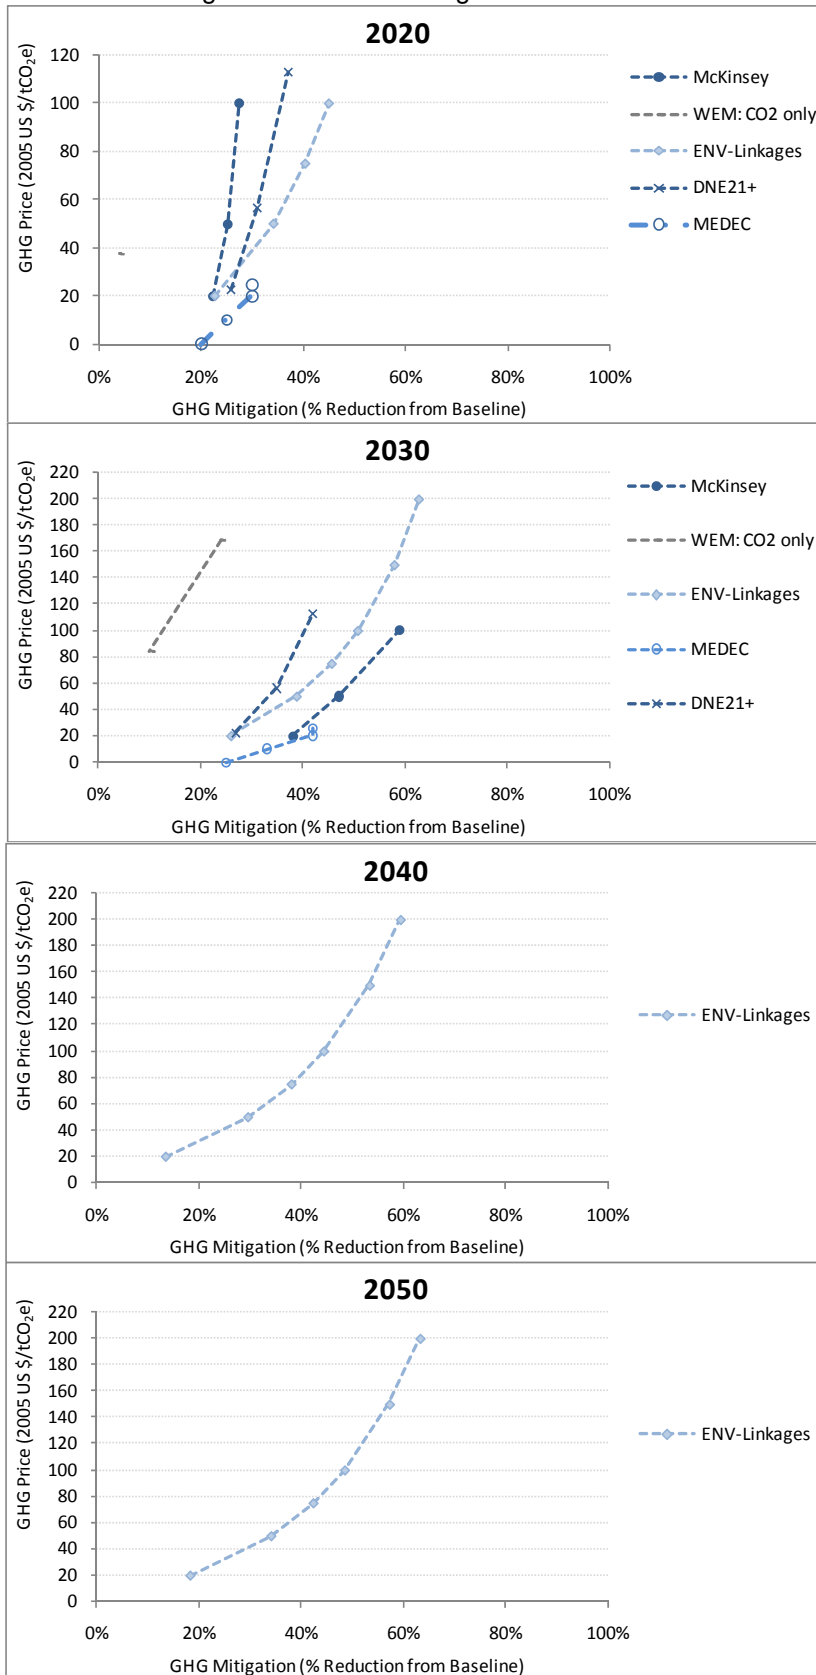 2020
GHG Price (2005 US $/tCO₂e)
120
100
80
60
40
20
0
0% 20% 40% 60% 80% 100%
GHG Mitigation (% Reduction from Baseline)
McKinsey
WEM: CO2 only
ENV-Linkages
DNE21+
MEDEC
2030
GHG Price (2005 US $/tCO₂e)
220
200
180
160
140
120
100
80
60
40
20
0
0% 20% 40% 60% 80% 100%
GHG Mitigation (% Reduction from Baseline)
McKinsey
WEM: CO2 only
ENV-Linkages
MEDEC
DNE21+
2040
GHG Price (2005 US $/tCO₂e)
220
200
180
160
140
120
100
80
60
40
20
0
0% 20% 40% 60% 80% 100%
GHG Mitigation (% Reduction from Baseline)
ENV-Linkages
2050
GHG Price (2005 US $/tCO₂e)
220
200
180
160
140
120
100
80
60
40
20
0
0% 20% 40% 60% 80% 100%
GHG Mitigation (% Reduction from Baseline)
ENV-Linkages